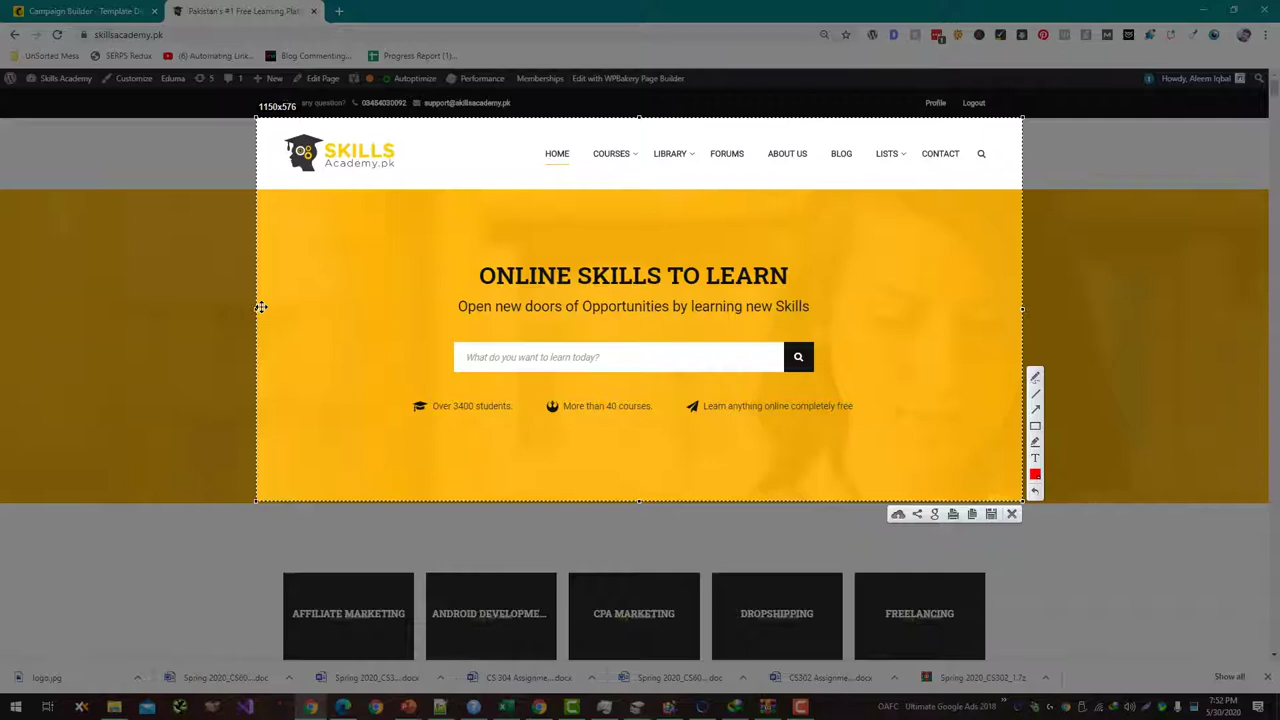 Campaign Builder - Template Di
Pakistan's #1 Free Learning Plat
skillsacademy.pk
UnSorted Mess
SERPS Redux
(6) Automating Link...
Blog Commenting...
Progress Report (1)...
Skills Academy
Customize
Eduma
5
1
New
Edit Page
Autoptimize
Performance
Memberships
Edit with WPBakery Page Builder
1
Howdy, Aleem Iqbal
1150x576
any question?
03454030092
support@skillsacademy.pk
Profile
Logout
SKILLS
Academy.pk
HOME
COURSES
LIBRARY
FORUMS
ABOUT US
BLOG
LISTS
CONTACT
ONLINE SKILLS TO LEARN
Open new doors of Opportunities by learning new Skills
What do you want to learn today?
Over 3400 students.
More than 40 courses.
Learn anything online completely free
AFFILIATE MARKETING
ANDROID DEVELOPME...
CPA MARKETING
DROPSHIPPING
FREELANCING
logo.jpg
Spring 2020_CS60....doc
Spring 2020_CS3....docx
CS 304 Assignme....docx
Spring 2020_CS60....doc
CS302 Assignme....docx
Spring 2020_CS302_1.7z
Show all
OAFC
Ultimate Google Ads 2018
7:52 PM
5/30/2020